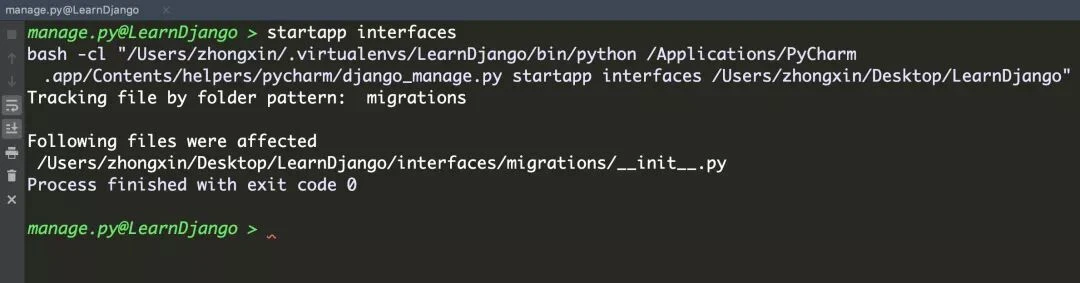 manage.py@LearnDjango
manage.py@LearnDjango > startapp interfaces
bash -cl "/Users/zhongxin/.virtualenvs/LearnDjango/bin/python /Applications/PyCharm
.app/Contents/helpers/pycharm/django_manage.py startapp interfaces /Users/zhongxin/Desktop/LearnDjango"
Tracking file by folder pattern:  migrations
Following files were affected
/Users/zhongxin/Desktop/LearnDjango/interfaces/migrations/__init__.py
Process finished with exit code 0
manage.py@LearnDjango >